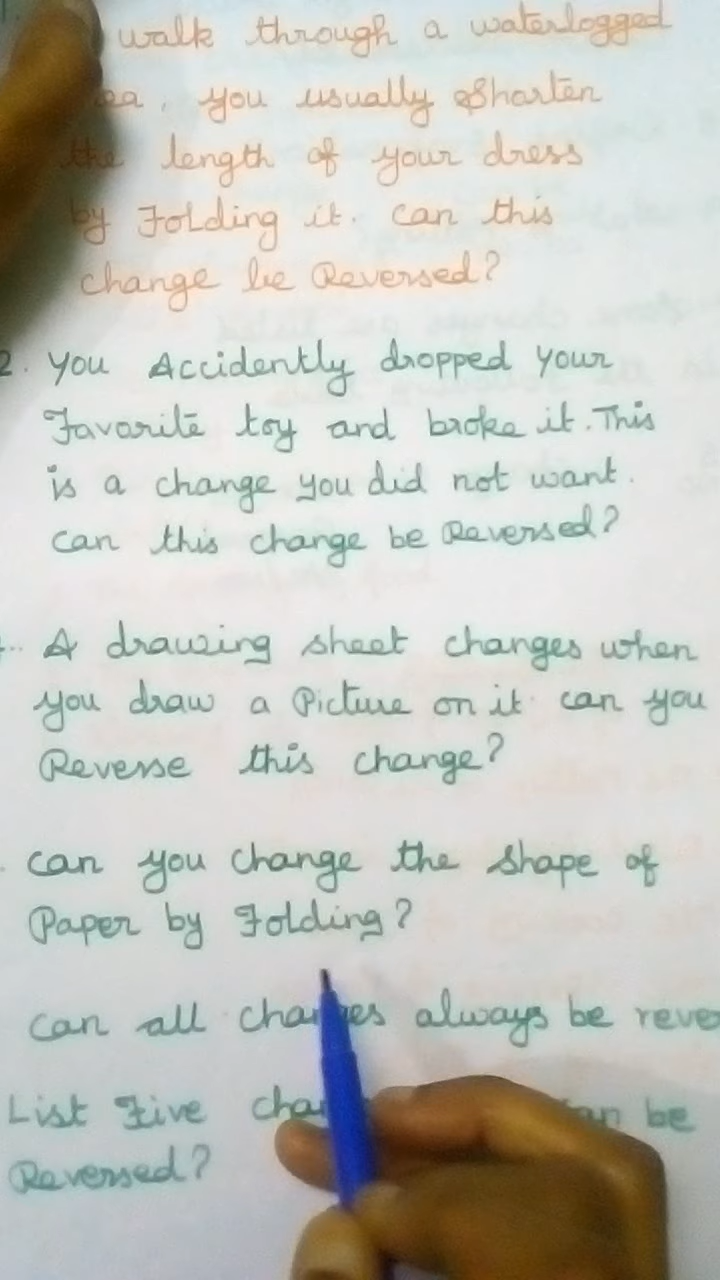 walk through a waterlogged
you usually Sharten
the length of your dress
by Folding it. Can this
change be Reversed?
2. You Accidently dropped your
Favorite toy and broke it. This
is a change you did not want.
Can this change be Reversed?
A drawing sheet changes when
you draw a Picture on it can you
Reverse this change?
Can you change the shape of
Paper by Folding?
Can all changes always be
List Five be
Reversed?